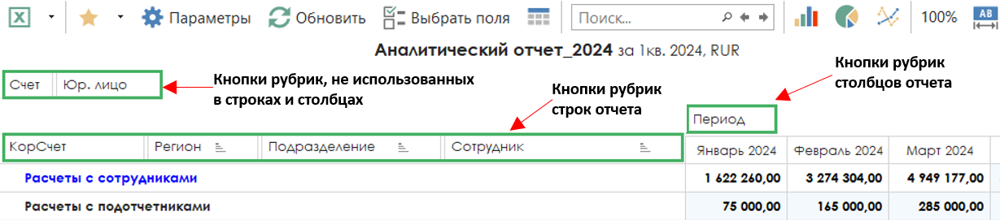 Параметры Обновить Выбрать поля Поиск... 100% AB
Аналитический отчет_2024 за 1кв. 2024, RUR
Счет Юр. лицо
Кнопки рубрик, не использованных
в строках и столбцах
Кнопки рубрик
строк отчета
Кнопки рубрик
столбцов отчета
Период
КорСчет Регион Подразделение Сотрудник
Январь 2024 Февраль 2024 Март 2024
Расчеты с сотрудниками 1 622 260,00 3 274 304,00 4 949 177,00
Расчеты с подотчетниками 75 000,00 165 000,00 285 000,00